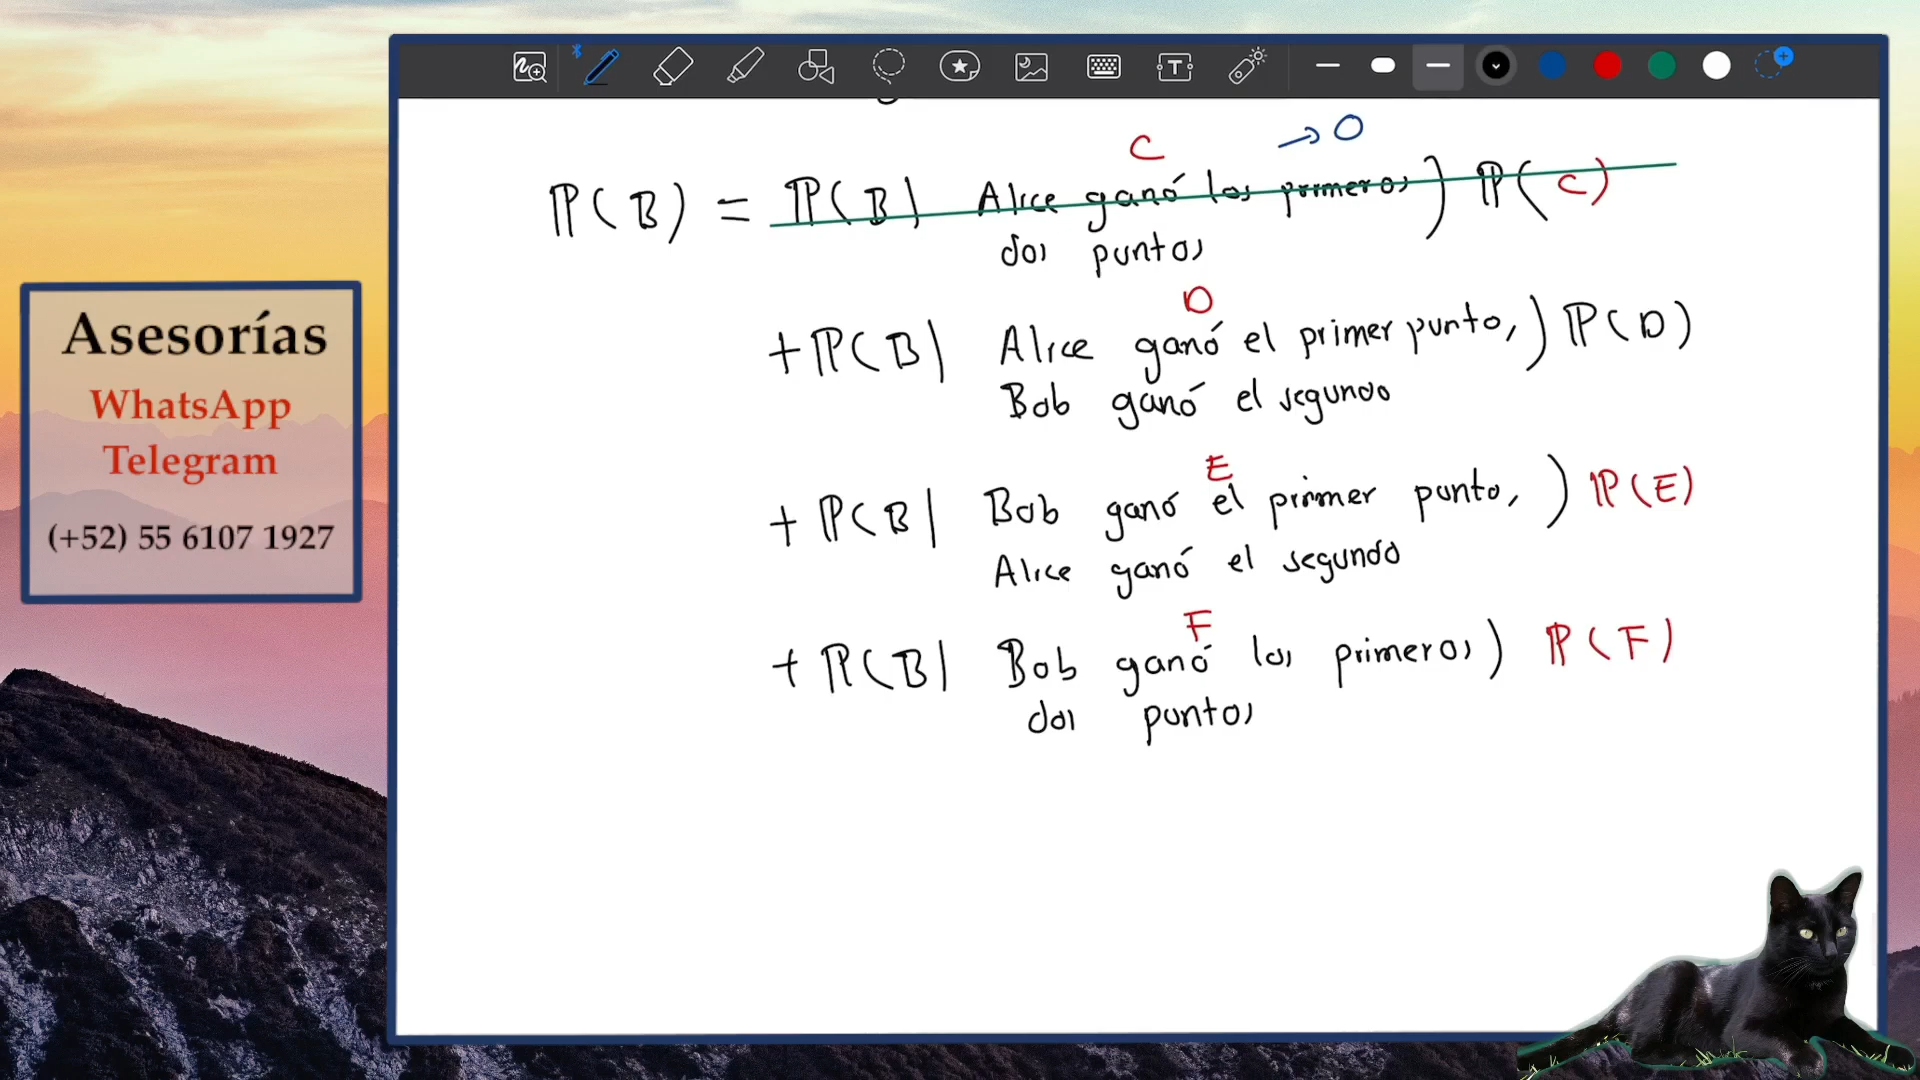 Asesorías
WhatsApp
Telegram
(+52) 55 6107 1927
C → 0
ℙ(B) = ℙ(B| Alice ganó los primeros) ℙ(C)
dos puntos
D
+ ℙ(B| Alice ganó el primer punto,) ℙ(D)
Bob ganó el segundo
E
+ ℙ(B| Bob ganó el primer punto,) ℙ(E)
Alice ganó el segundo
F
+ ℙ(B| Bob ganó los primeros) ℙ(F)
dos puntos